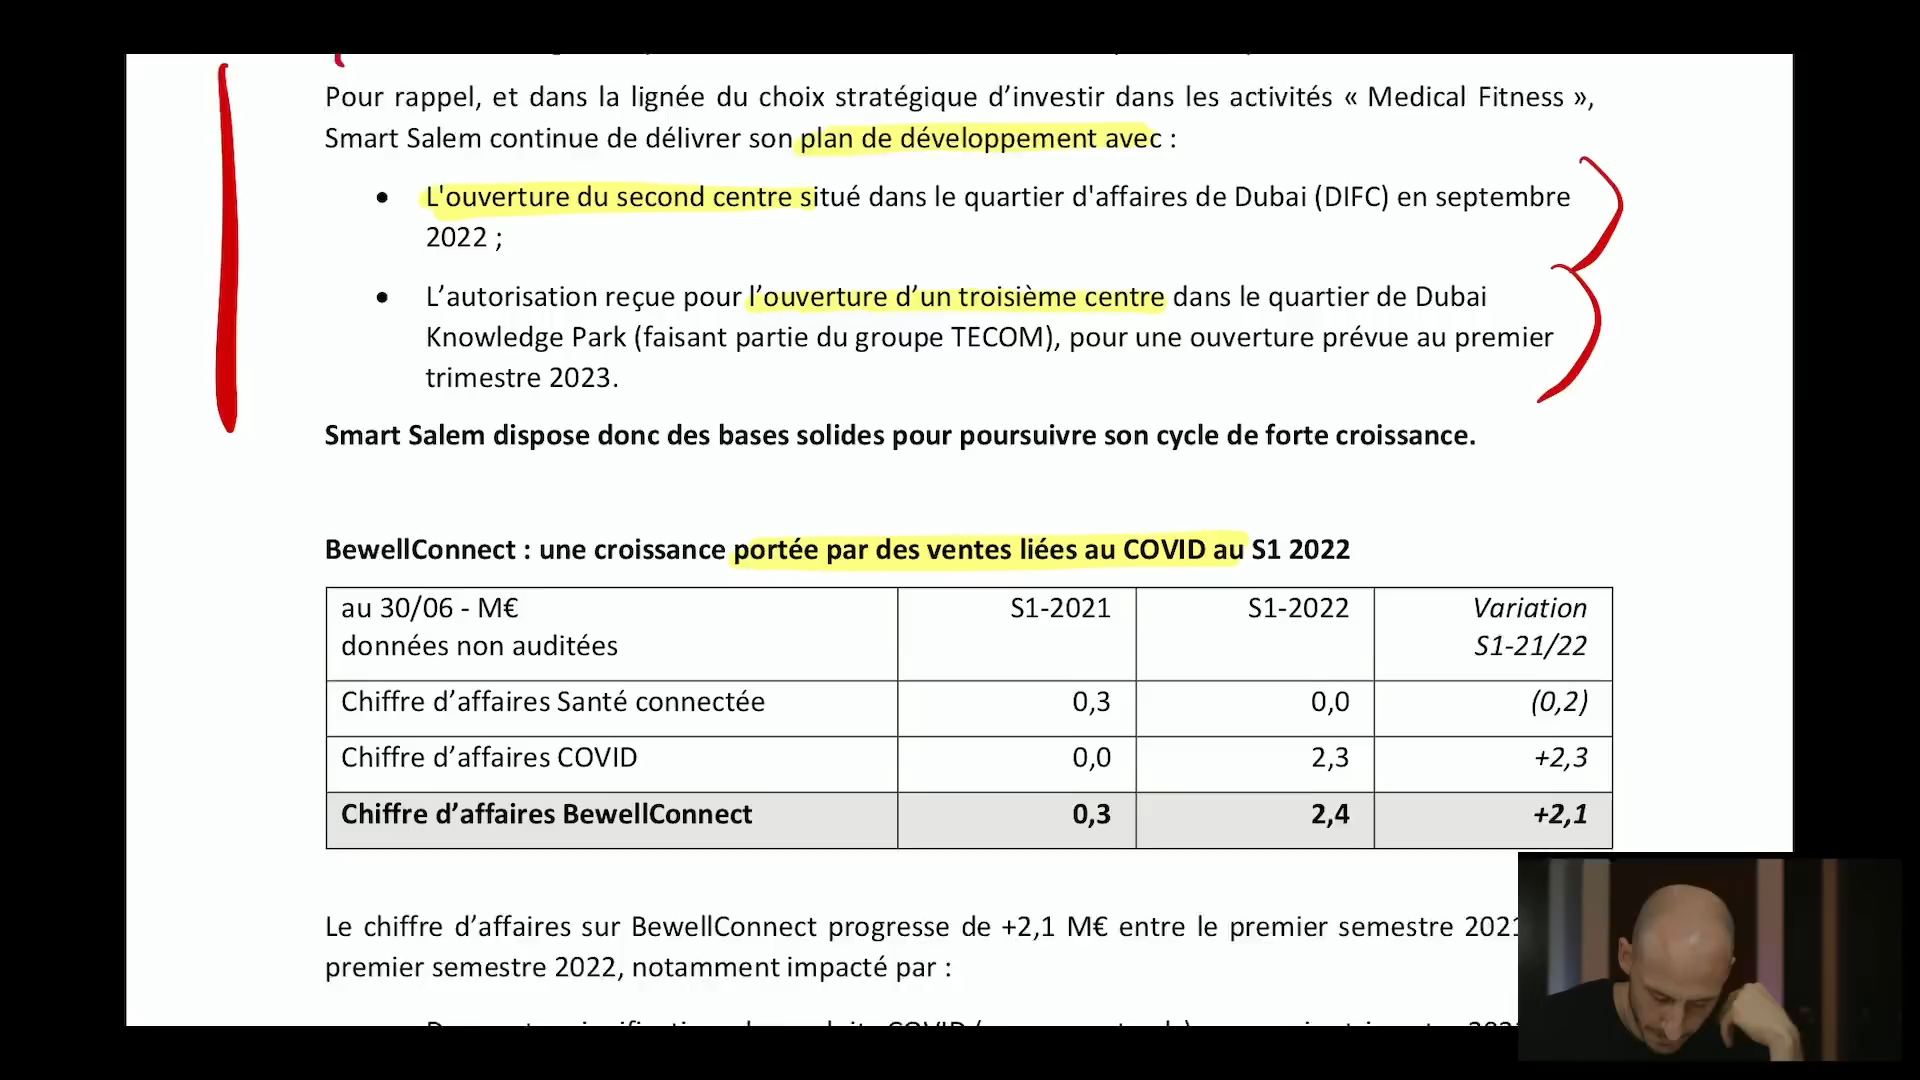 Pour rappel, et dans la lignée du choix stratégique d’investir dans les activités « Medical Fitness »,
Smart Salem continue de délivrer son plan de développement avec :
• L'ouverture du second centre situé dans le quartier d'affaires de Dubai (DIFC) en septembre
2022 ;
• L’autorisation reçue pour l’ouverture d’un troisième centre dans le quartier de Dubai
Knowledge Park (faisant partie du groupe TECOM), pour une ouverture prévue au premier
trimestre 2023.
Smart Salem dispose donc des bases solides pour poursuivre son cycle de forte croissance.
BewellConnect : une croissance portée par des ventes liées au COVID au S1 2022
au 30/06 - M€ S1-2021 S1-2022 Variation
données non auditées S1-21/22
Chiffre d’affaires Santé connectée 0,3 0,0 (0,2)
Chiffre d’affaires COVID 0,0 2,3 +2,3
Chiffre d’affaires BewellConnect 0,3 2,4 +2,1
Le chiffre d’affaires sur BewellConnect progresse de +2,1 M€ entre le premier semestre 2021
premier semestre 2022, notamment impacté par :